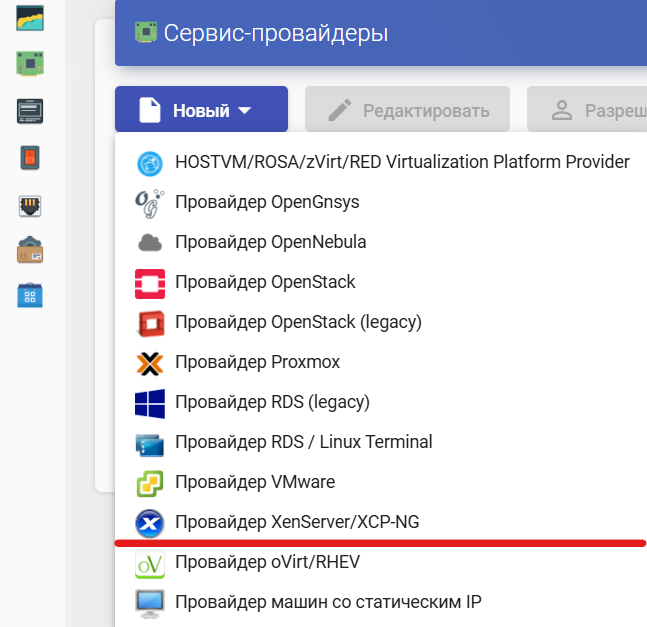 Сервис-провайдеры
Новый
Редактировать
Разреш
HOSTVM/ROSA/zVirt/RED Virtualization Platform Provider
Провайдер OpenGnsys
Провайдер OpenNebula
Провайдер OpenStack
Провайдер OpenStack (legacy)
Провайдер Proxmox
Провайдер RDS (legacy)
Провайдер RDS / Linux Terminal
Провайдер VMware
Провайдер XenServer/XCP-NG
Провайдер oVirt/RHEV
Провайдер машин со статическим IP